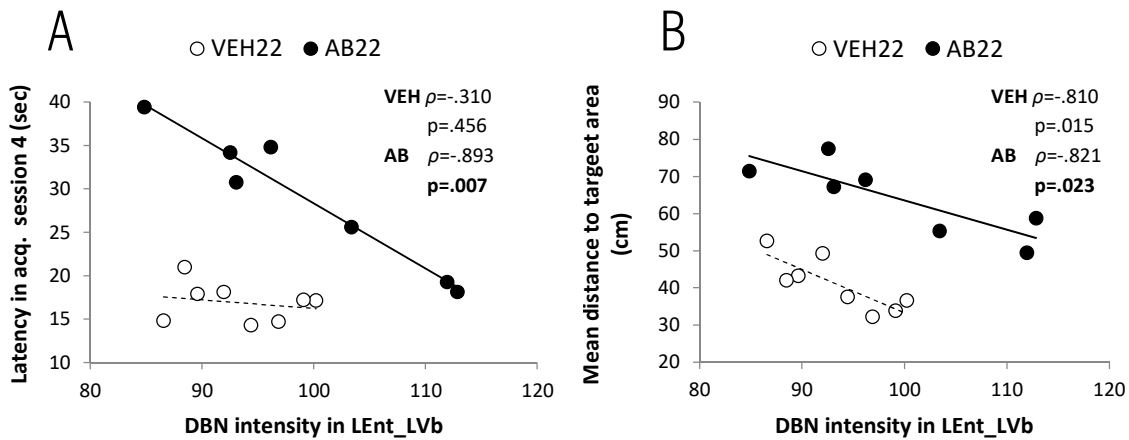 A
VEH22 AB22
Latency in acq. session 4 (sec)
40
35
30
25
20
15
10
VEH ρ=-.310
p=.456
AB ρ=-.893
p=.007
80 90 100 110 120
DBN intensity in LEnt_LVb
B
VEH22 AB22
Mean distance to targeet area
(cm)
90
80
70
60
50
40
30
20
VEH ρ=-.810
p=.015
AB ρ=-.821
p=.023
80 90 100 110 120
DBN intensity in LEnt_LVb